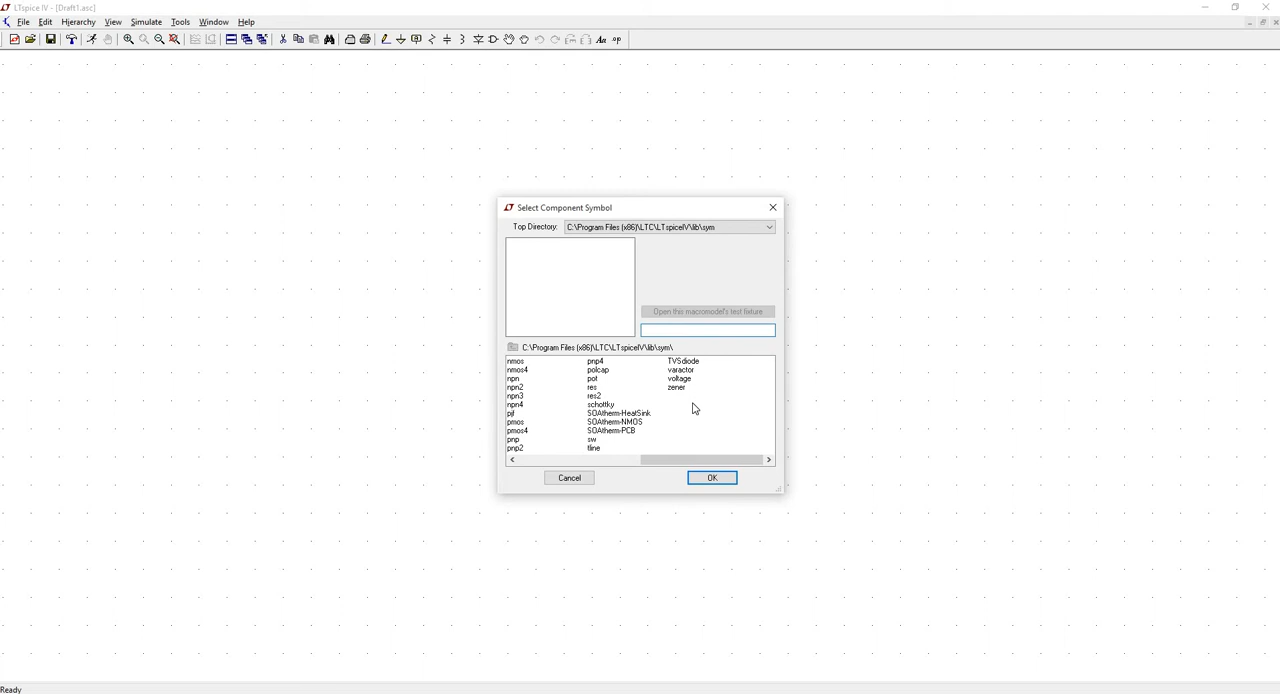 LTspice IV - [Draft1.asc]
File Edit Hierarchy View Simulate Tools Window Help
Aa .op
Select Component Symbol
Top Directory: C:\Program Files (x86)\LTC\LTspiceIV\lib\sym
Open this macromodel's test fixture
C:\Program Files (x86)\LTC\LTspiceIV\lib\sym\
nmos pnp4 TVSdiode
nmos4 polcap varactor
npn pot voltage
npn2 res zener
npn3 res2
npn4 schottky
pjf SOAtherm-HeatSink
pmos SOAtherm-NMOS
pmos4 SOAtherm-PCB
pnp sw
pnp2 tline
Cancel OK
Ready